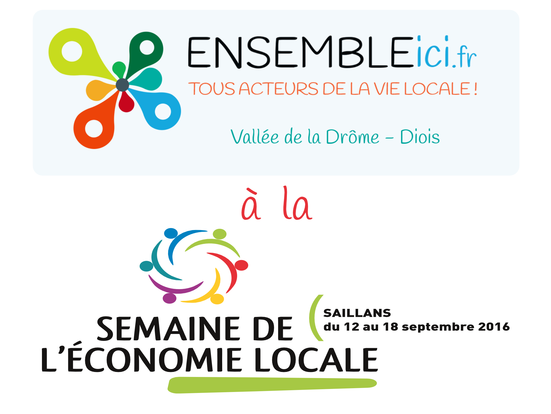 ENSEMBLEici.fr
TOUS ACTEURS DE LA VIE LOCALE !
Vallée de la Drôme - Diois
à la
SAILLANS
du 12 au 18 septembre 2016
SEMAINE DE
L'ÉCONOMIE LOCALE